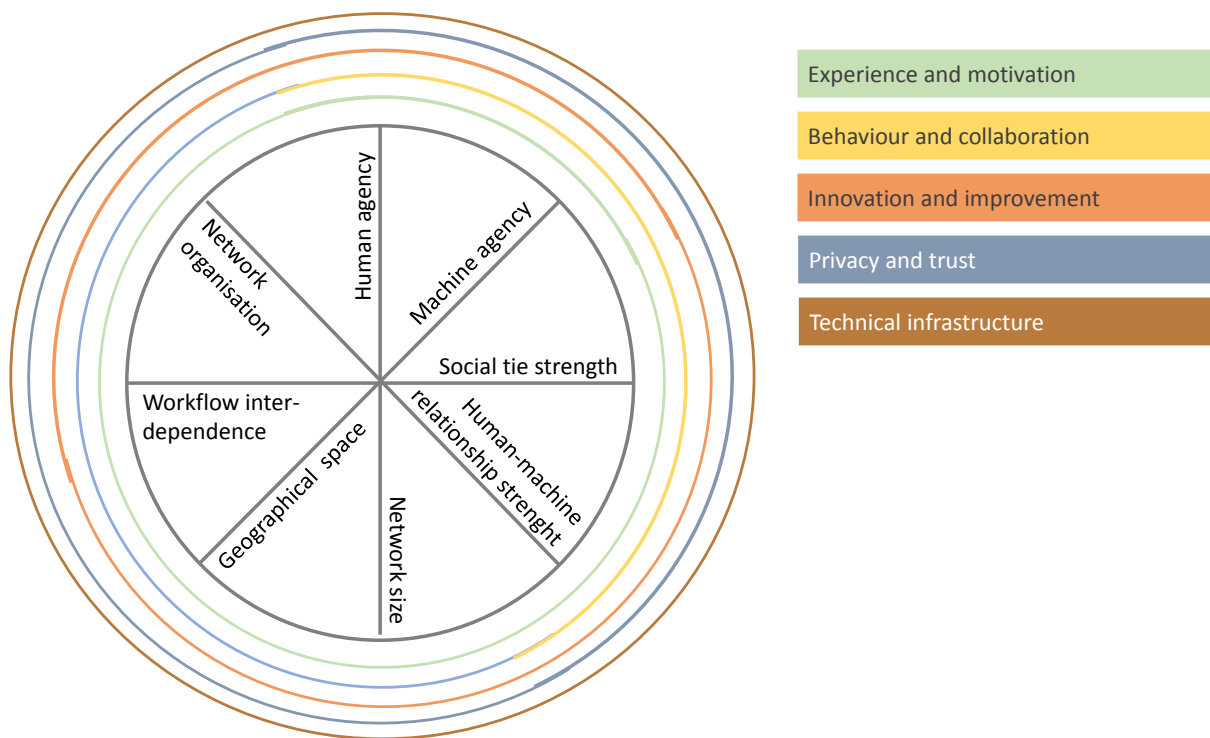 Human agency
Machine agency
Social tie strength
Human-machine
relationship strenght
Network size
Geographical space
Workflow inter-
dependence
Network
organisation
Experience and motivation
Behaviour and collaboration
Innovation and improvement
Privacy and trust
Technical infrastructure